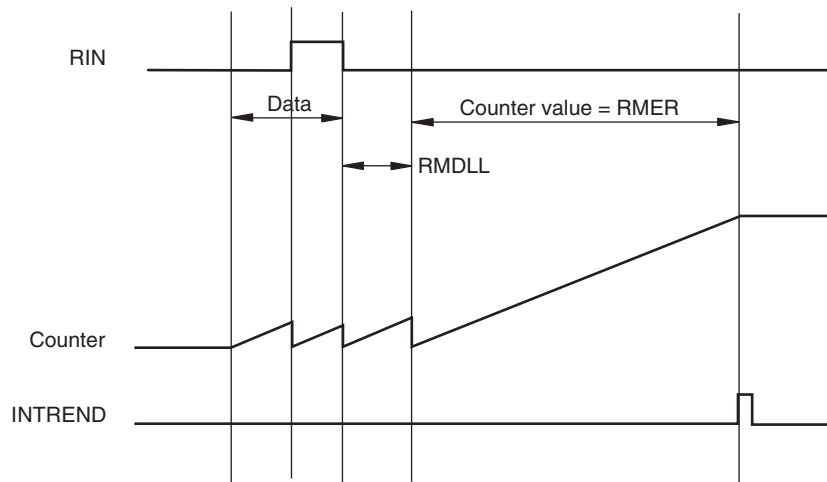 RIN
Data
Counter value = RMER
RMDLL
Counter
INTREND